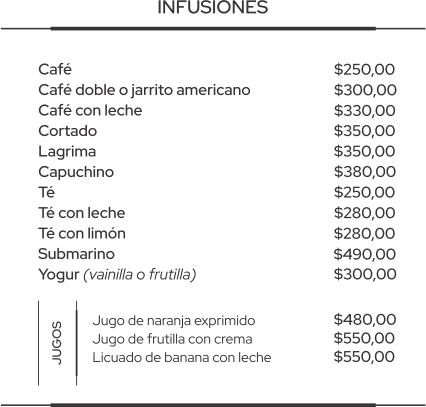 INFUSIONES
Café $250,00
Café doble o jarrito americano $300,00
Café con leche $330,00
Cortado $350,00
Lagrima $350,00
Capuchino $380,00
Té $250,00
Té con leche $280,00
Té con limón $280,00
Submarino $490,00
Yogur (vainilla o frutilla) $300,00
JUGOS
Jugo de naranja exprimido $480,00
Jugo de frutilla con crema $550,00
Licuado de banana con leche $550,00